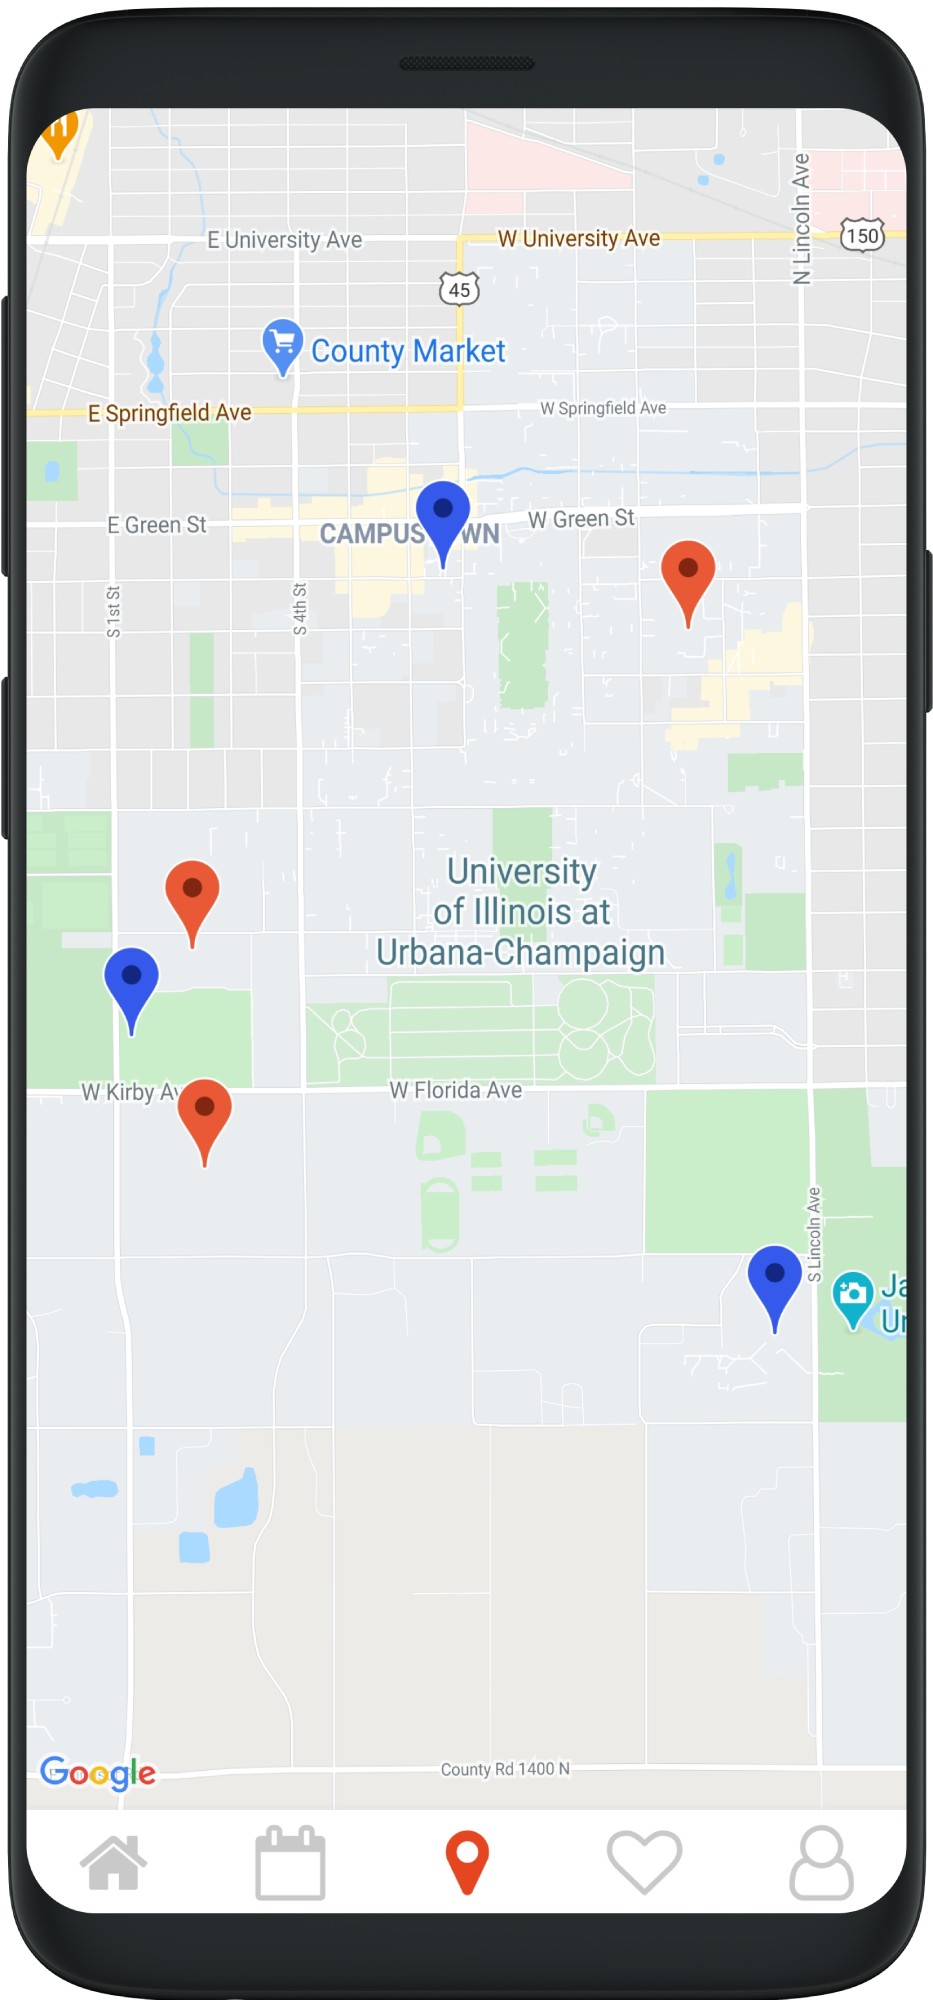 N Lincoln Ave
E University Ave
W University Ave
150
45
County Market
E Springfield Ave
W Springfield Ave
E Green St
CAMPUS
WN
W Green St
S 1st St
S 4th St
University
of Illinois at
Urbana-Champaign
W Kirby Av
W Florida Ave
S Lincoln Ave
Ja
Ur
Google
County Rd 1400 N